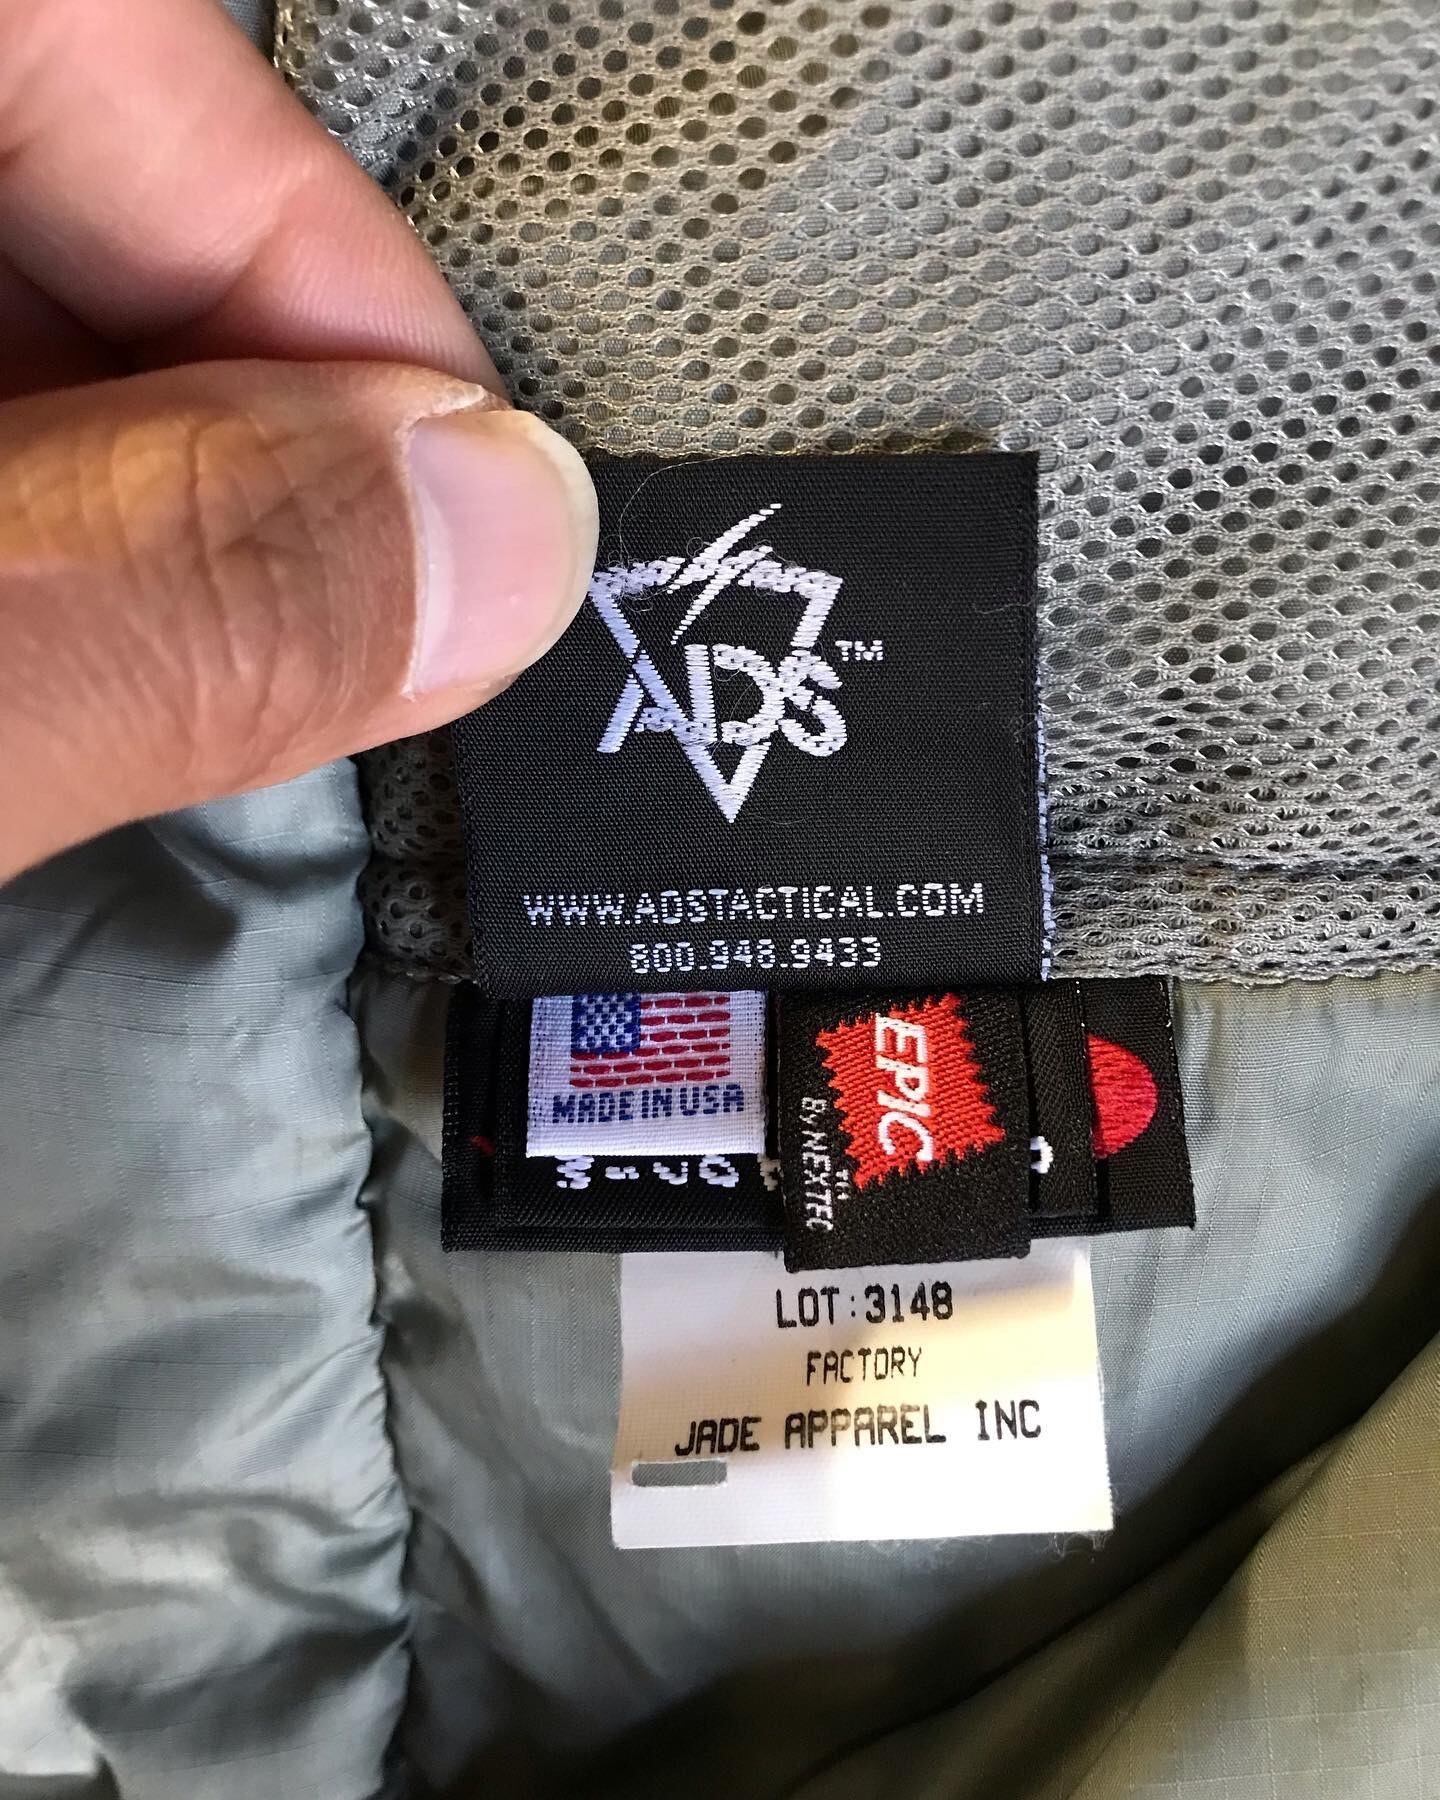 ADS™
WWW.ADSTACTICAL.COM
800.948.9433
MADE IN USA
EPIC
TM
By NEXTEC
LOT:3148
FACTORY
JADE APPAREL INC